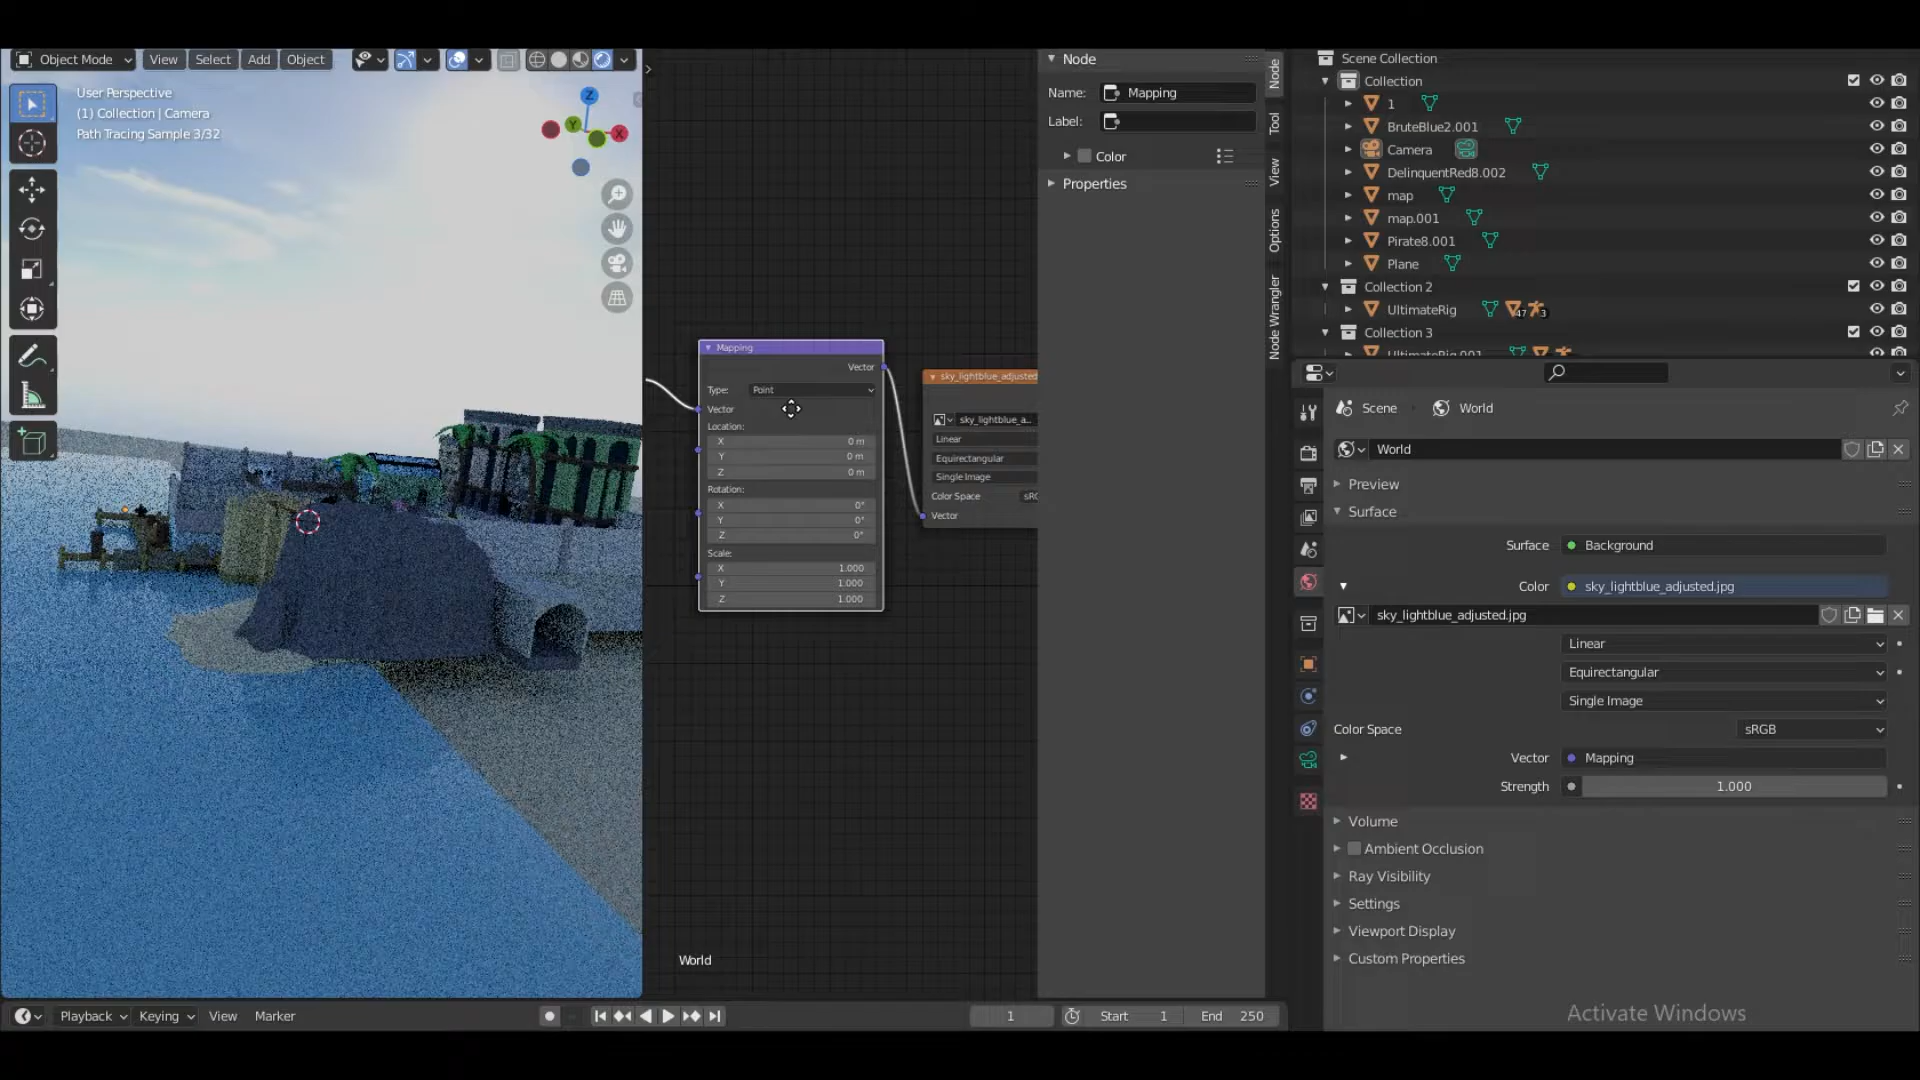 Object Mode View Select Add Object
User Perspective
(1) Collection | Camera
Path Tracing Sample 3/32
Z
Y
X
Mapping
Vector
Type: Point
Vector
Location:
X 0 m
Y 0 m
Z 0 m
Rotation:
X 0°
Y 0°
Z 0°
Scale:
X 1.000
Y 1.000
Z 1.000
sky_lightblue_adjusted
sky_lightblue_a...
Linear
Equirectangular
Single Image
Color Space
Vector
World
Node
Name: Mapping
Label:
Color
Properties
Node
Tool
View
Options
Node Wrangler
Scene Collection
Collection
1
BruteBlue2.001
Camera
DelinquentRed8.002
map
map.001
Pirate8.001
Plane
Collection 2
UltimateRig 47 3
Collection 3
UltimateRig.001
Scene World
World
Preview
Surface
Surface Background
Color sky_lightblue_adjusted.jpg
sky_lightblue_adjusted.jpg
Linear
Equirectangular
Single Image
Color Space sRGB
Vector Mapping
Strength 1.000
Volume
Ambient Occlusion
Ray Visibility
Settings
Viewport Display
Custom Properties
Activate Windows
Playback Keying View Marker
1 Start 1 End 250